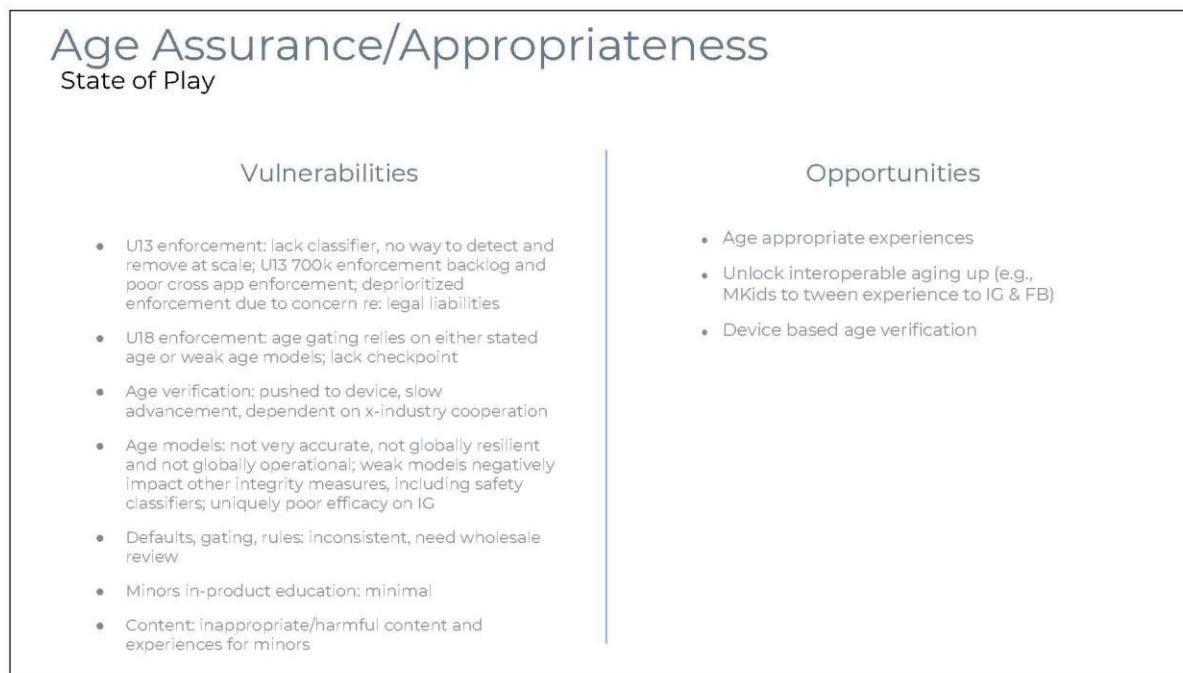 Age Assurance/Appropriateness
State of Play
Vulnerabilities
• U13 enforcement: lack classifier, no way to detect and
remove at scale; U13 700k enforcement backlog and
poor cross app enforcement; deprioritized
enforcement due to concern re: legal liabilities
• U18 enforcement: age gating relies on either stated
age or weak age models; lack checkpoint
• Age verification: pushed to device, slow
advancement, dependent on x-industry cooperation
• Age models: not very accurate, not globally resilient
and not globally operational; weak models negatively
impact other integrity measures, including safety
classifiers; uniquely poor efficacy on IG
• Defaults, gating, rules: inconsistent, need wholesale
review
• Minors in-product education: minimal
• Content: inappropriate/harmful content and
experiences for minors
Opportunities
• Age appropriate experiences
• Unlock interoperable aging up (e.g.,
MKids to tween experience to IG & FB)
• Device based age verification